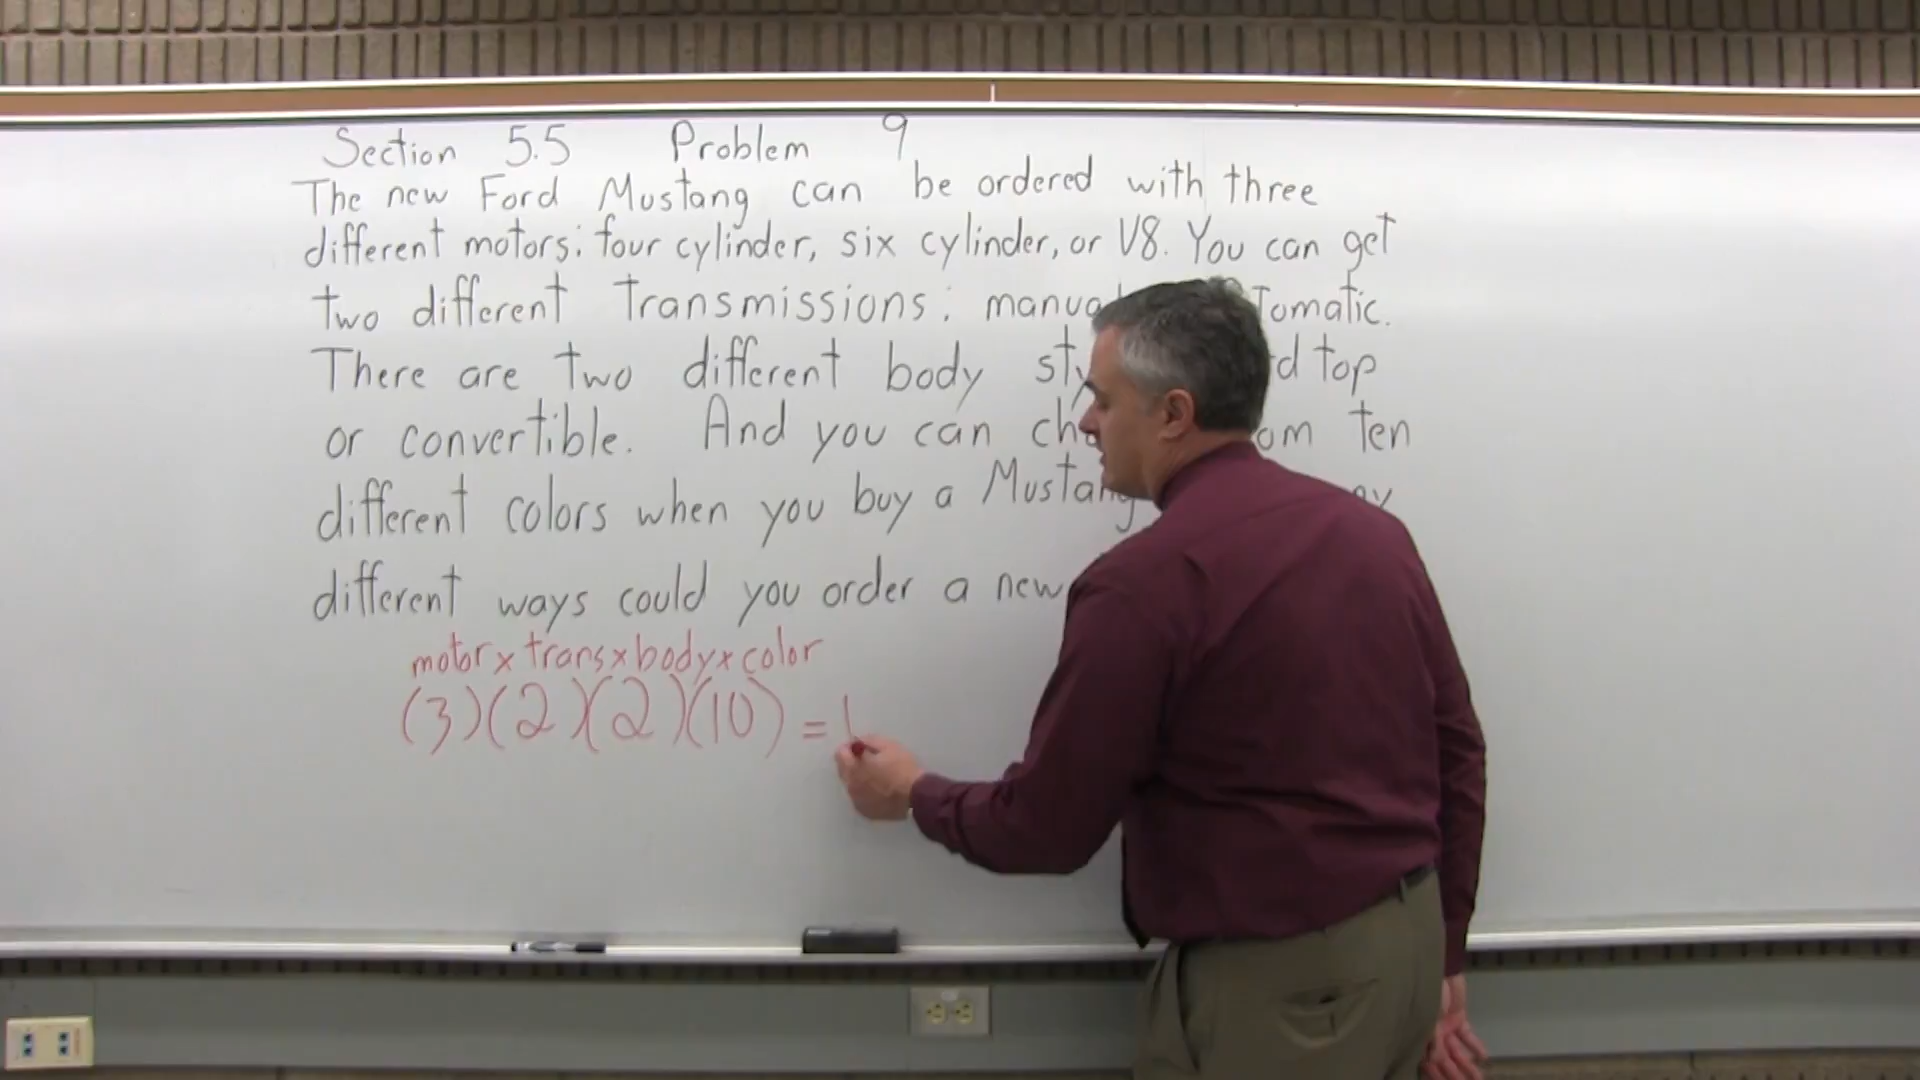 Section 5.5 Problem 9
The new Ford Mustang can be ordered with three
different motors: four cylinder, six cylinder, or V8. You can get
two different transmissions: tomatic.
There are two different body d top
or convertible. And you can om ten
different colors when you buy a Mustang
different ways could you order a new
motor x trans x body x color
(3)(2)(2)(10) = 1